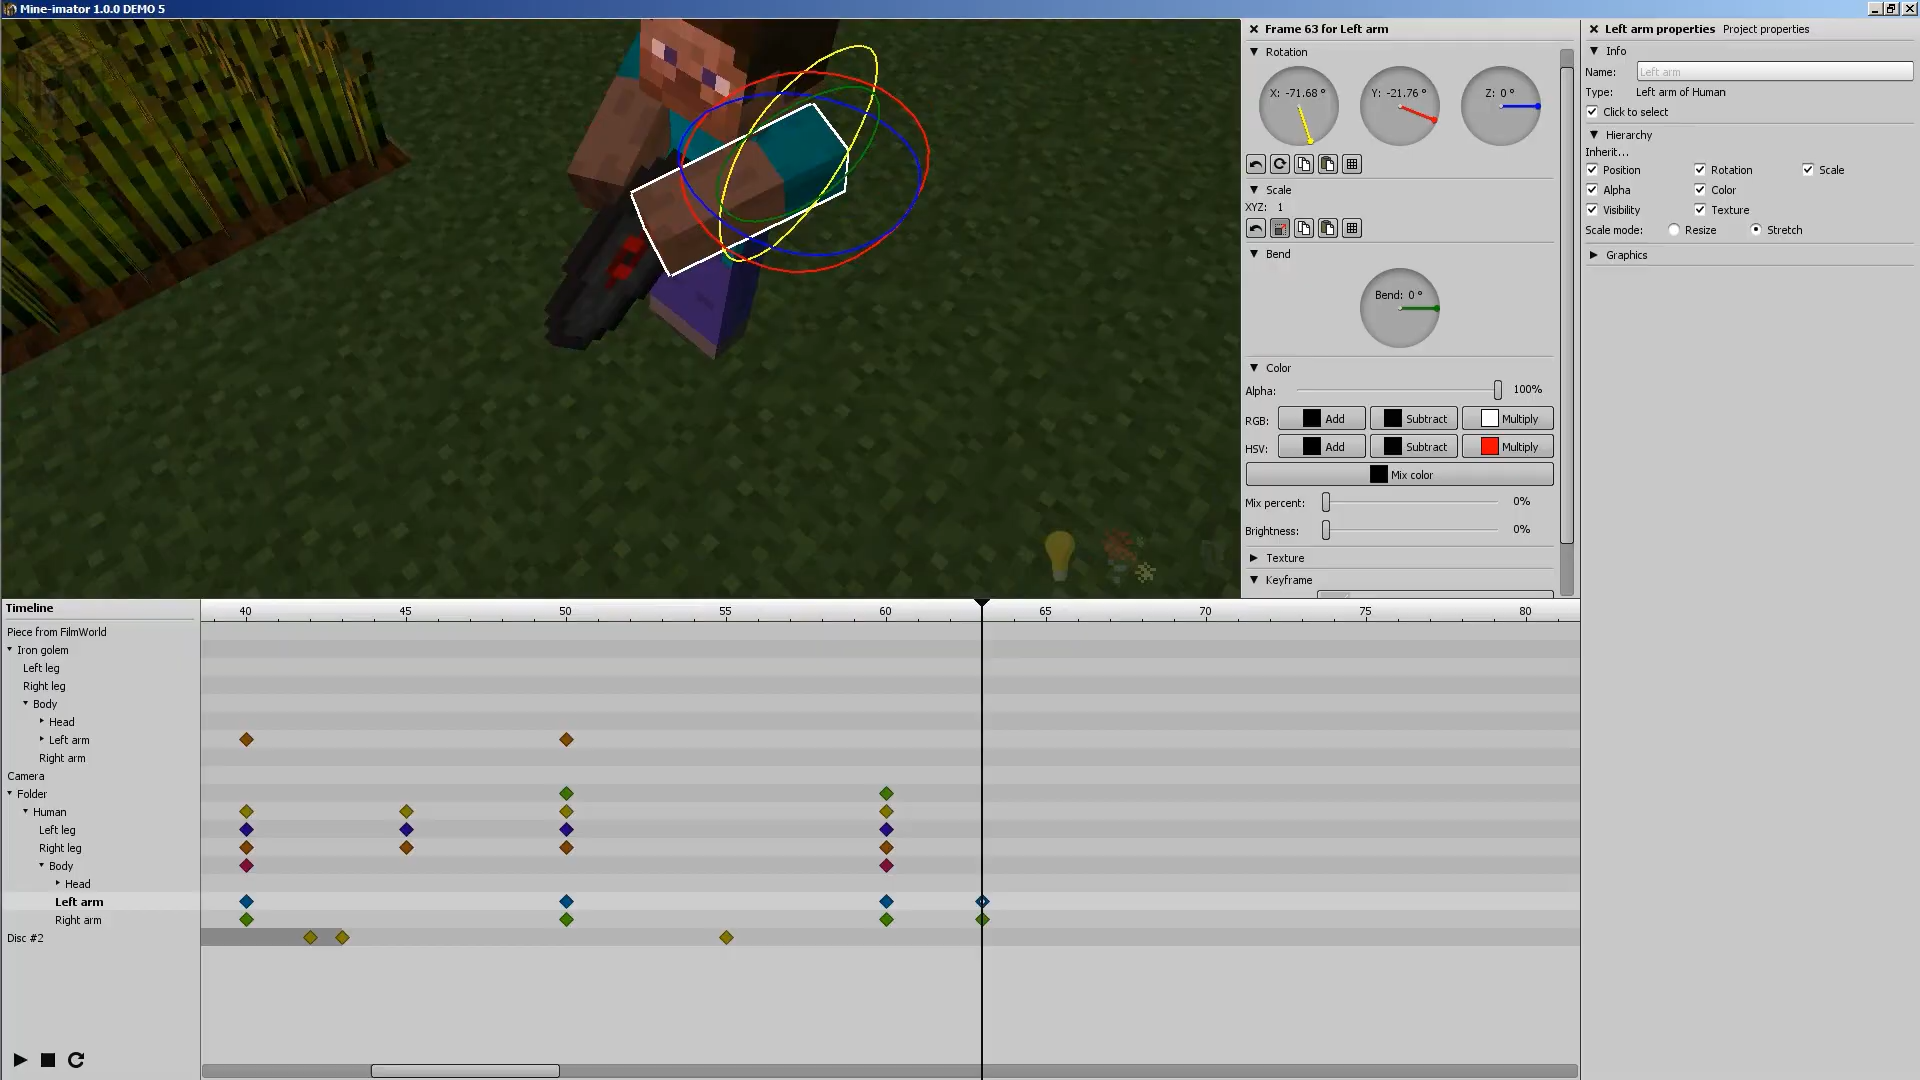 Mine-imator 1.0.0 DEMO 5
Frame 63 for Left arm
Rotation
X: -71.68 °
Y: -21.76 °
Z: 0 °
Scale
XYZ: 1
Bend
Bend: 0 °
Color
Alpha: 100%
RGB: Add Subtract Multiply
HSV: Add Subtract Multiply
Mix color
Mix percent: 0%
Brightness: 0%
Texture
Keyframe
Left arm properties Project properties
Info
Name: Left arm
Type: Left arm of Human
Click to select
Hierarchy
Inherit...
Position Rotation Scale
Alpha Color
Visibility Texture
Scale mode: Resize Stretch
Graphics
Timeline
40 45 50 55 60 65 70 75 80
Piece from FilmWorld
Iron golem
Left leg
Right leg
Body
Head
Left arm
Right arm
Camera
Folder
Human
Left leg
Right leg
Body
Head
Left arm
Right arm
Disc #2